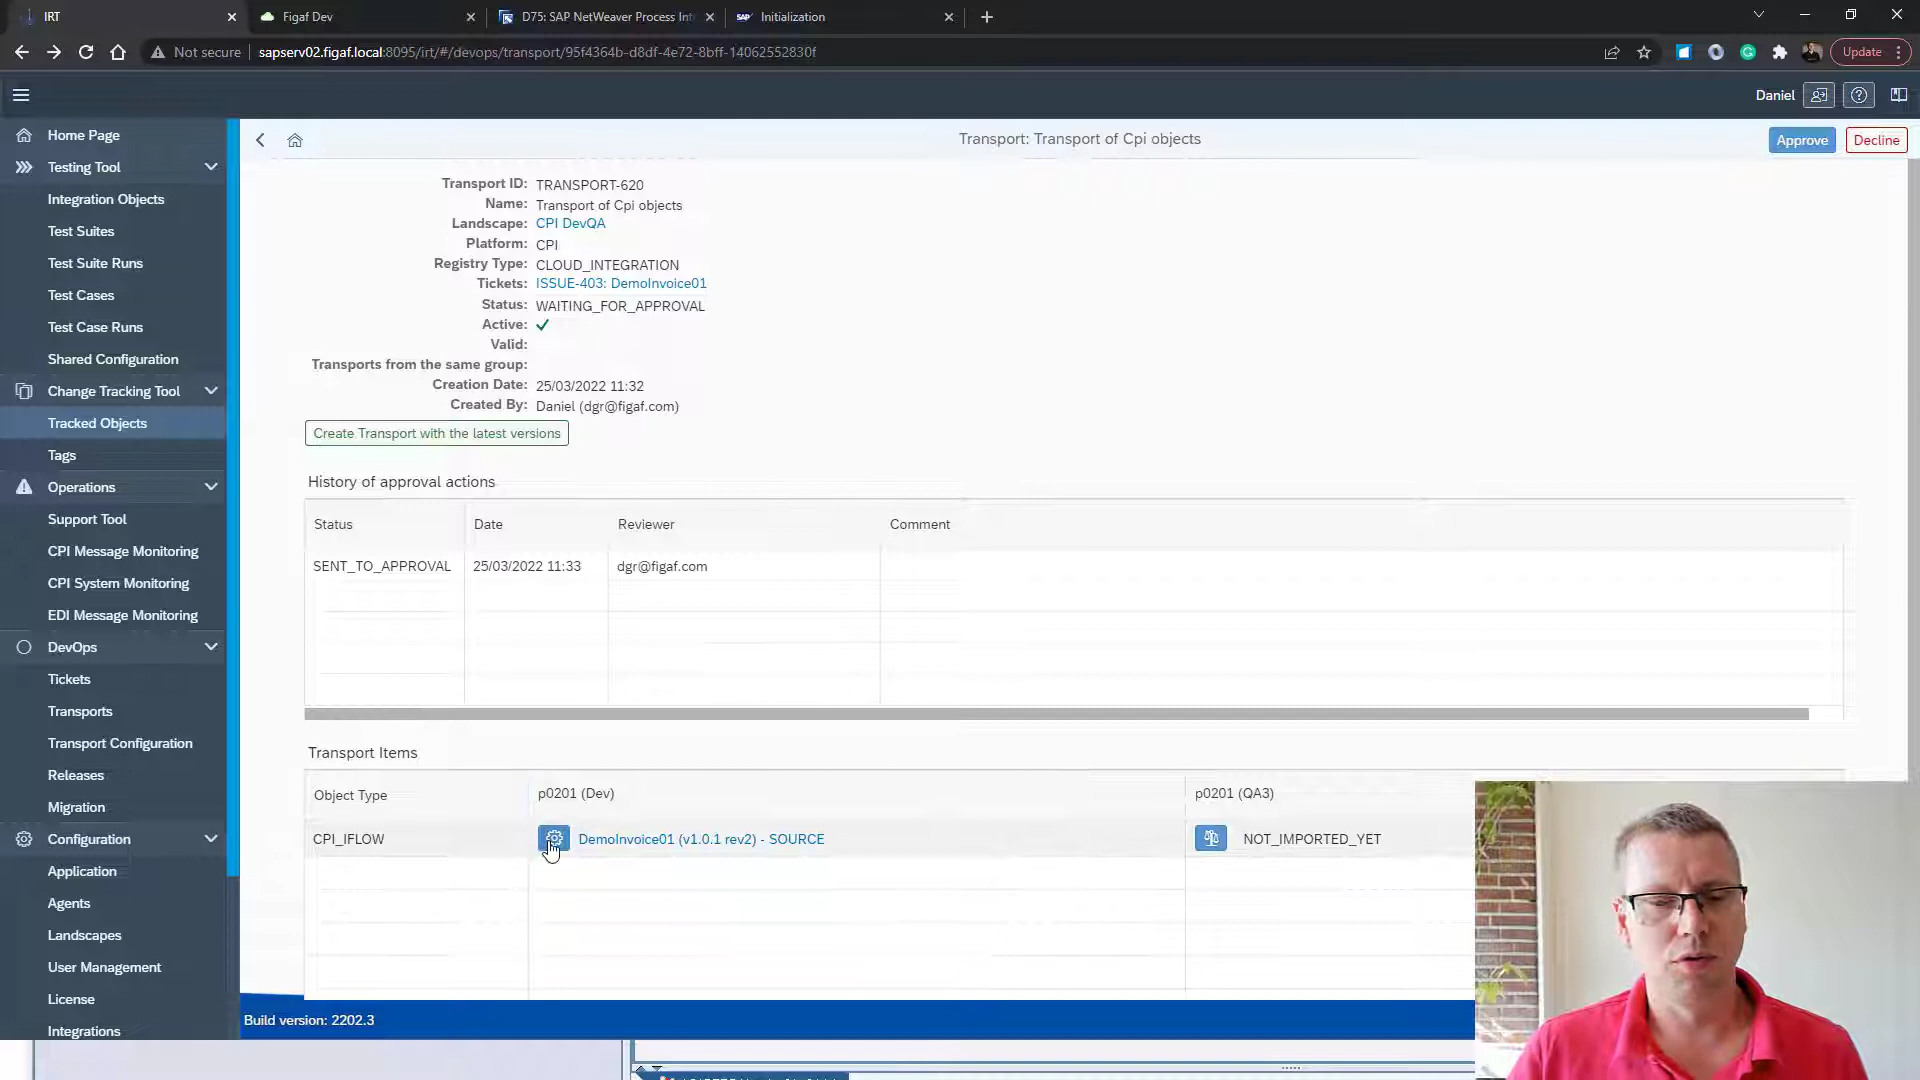 IRT
Figaf Dev
D75: SAP NetWeaver Process Int
Initialization
Not secure
sapserv02.figaf.local:8095/irt/#/devops/transport/95f4364b-d8df-4e72-8bff-14062552830f
Update
Daniel
Home Page
Testing Tool
Integration Objects
Test Suites
Test Suite Runs
Test Cases
Test Case Runs
Shared Configuration
Change Tracking Tool
Tracked Objects
Tags
Operations
Support Tool
CPI Message Monitoring
CPI System Monitoring
EDI Message Monitoring
DevOps
Tickets
Transports
Transport Configuration
Releases
Migration
Configuration
Application
Agents
Landscapes
User Management
License
Integrations
Transport: Transport of Cpi objects
Approve
Decline
Transport ID: TRANSPORT-620
Name: Transport of Cpi objects
Landscape: CPI DevQA
Platform: CPI
Registry Type: CLOUD_INTEGRATION
Tickets: ISSUE-403: DemoInvoice01
Status: WAITING_FOR_APPROVAL
Active:
Valid:
Transports from the same group:
Creation Date: 25/03/2022 11:32
Created By: Daniel (dgr@figaf.com)
Create Transport with the latest versions
History of approval actions
Status Date Reviewer Comment
SENT_TO_APPROVAL 25/03/2022 11:33 dgr@figaf.com
Transport Items
Object Type p0201 (Dev) p0201 (QA3)
CPI_IFLOW DemoInvoice01 (v1.0.1 rev2) - SOURCE NOT_IMPORTED_YET
Build version: 2202.3